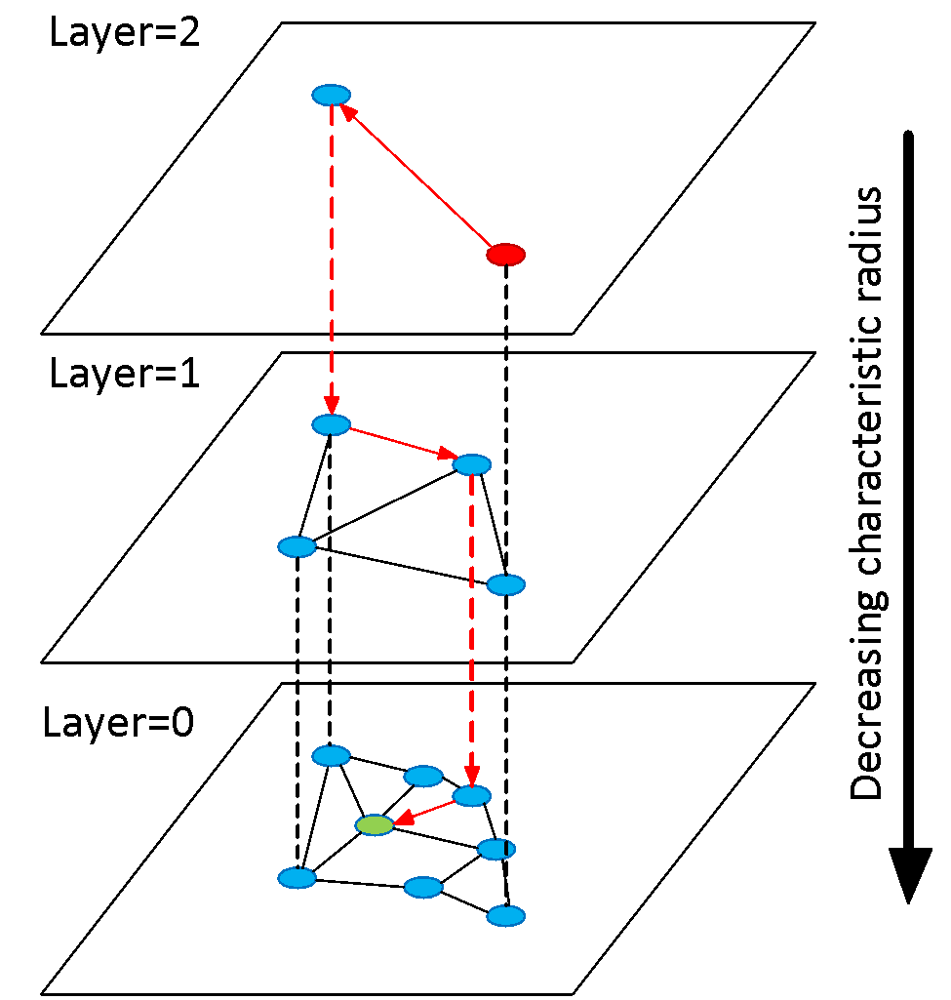 Layer=2
Layer=1
Layer=0
Decreasing characteristic radius